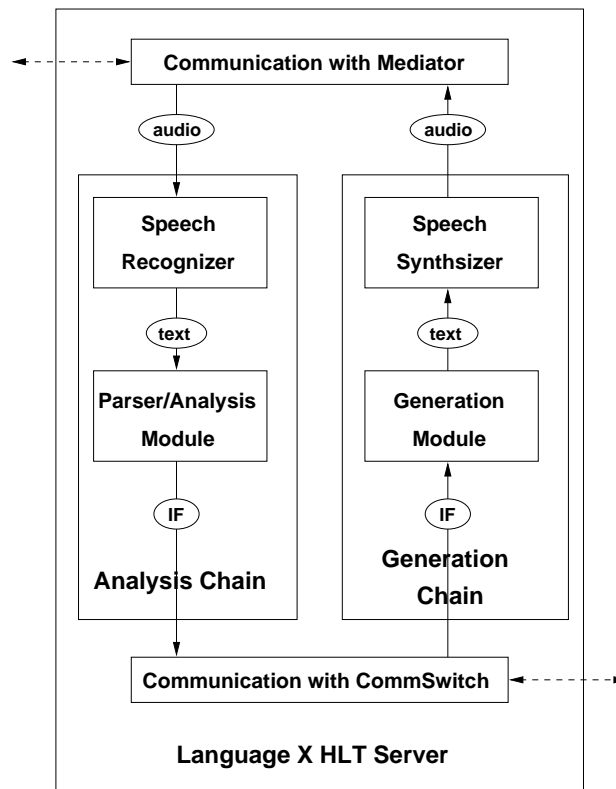 Communication with Mediator
audio
audio
Speech
Recognizer
Speech
Synthsizer
text
text
Parser/Analysis
Module
Generation
Module
IF
IF
Analysis Chain
Generation
Chain
Communication with CommSwitch
Language X HLT Server